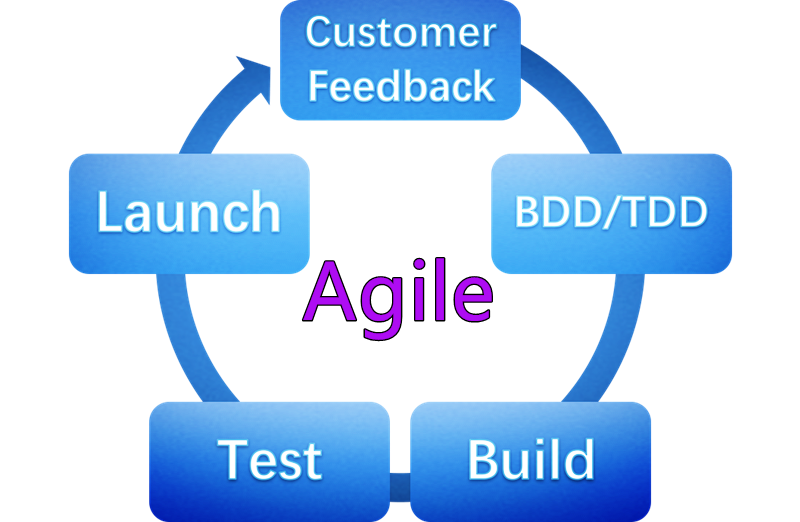 Customer
Feedback
Launch
BDD/TDD
Agile
Test
Build